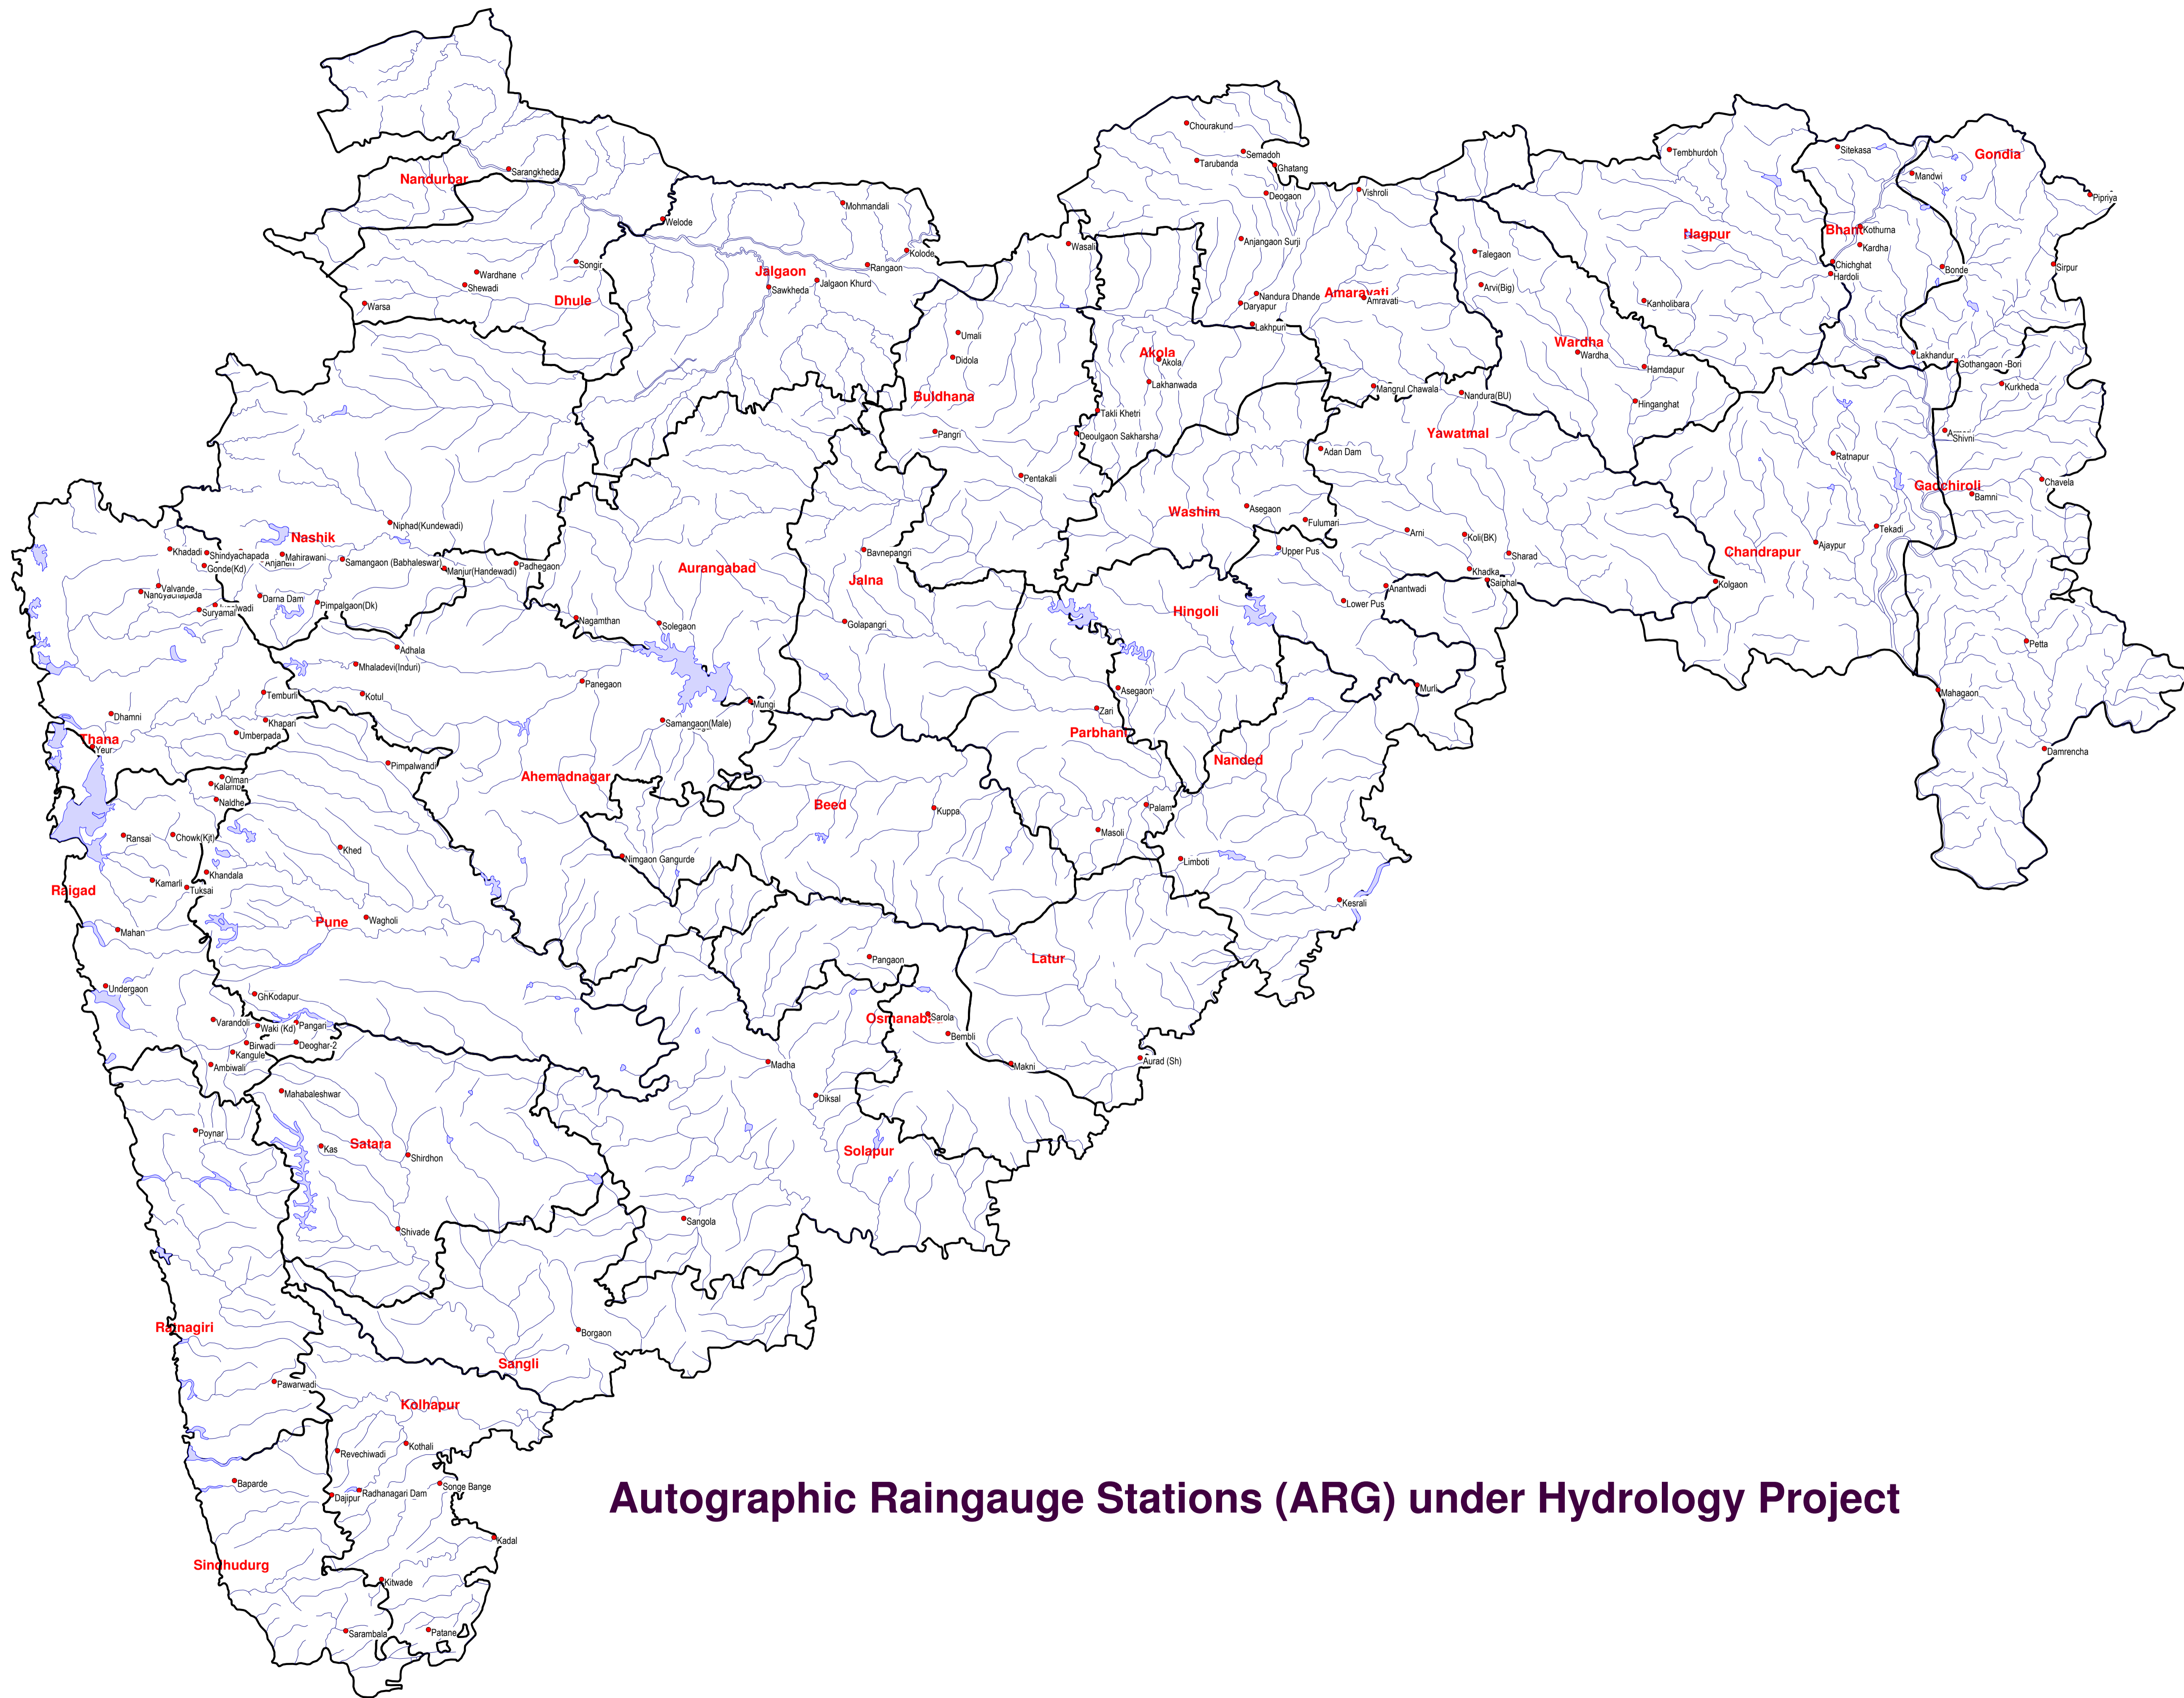 Chourakund
Semadoh
Tarubanda
Ghatang
Tembhurdoh
Sitekasa
Gondia
Mandwi
Sarangkheda
Nandurbar
Deogaon
Vishroli
Pipriya
Mohmandali
Welode
Nagpur
Kothurna
Kardha
Anjangaon Surji
Wasali
Kolode
Talegaon
Songir
Rangaon
Chichghat
Hardoli
Bonde
Sirpur
Wardhane
Shewadi
Jalgaon
Jalgaon Khurd
Sawkheda
Dhule
Warsa
Nandura Dhande
Daryapur
Amaravati
Amravati
Arvi(Big)
Kanholibara
Lakhpuri
Umali
Didola
Akola
Akola
Wardha
Wardha
Lakhandur
Gothangaon -Bori
Hamdapur
Lakhanwada
Kurkheda
Buldhana
Mangrul Chawala
Nandura(BU)
Hinganghat
Takli Khetri
Pangri
Deoulgaon Sakharsha
Yawatmal
Shivni
Adan Dam
Ratnapur
Pentakali
Chavela
Gadchiroli
Bamni
Washim
Asegaon
Fulumari
Niphad(Kundewadi)
Nashik
Arni
Koli(BK)
Tekadi
Ajaypur
Chandrapur
Khadadi
Shindyachapada
Gonde(Kd)
Mahirawani
Samangaon (Babhaleswar)
Manjur(Handewadi)
Padhegaon
Aurangabad
Bavnepangri
Jalna
Upper Pus
Sharad
Khadka
Saiphal
Kolgaon
Valvande
Nandyachapada
Darna Dam
Pimpalgaon(Dk)
Suryamal
Anantwadi
Lower Pus
Hingoli
Nagamthan
Solegaon
Golapangri
Adhala
Petta
Mhaladevi(Induri)
Panegaon
Temburli
Kotul
Asegaon
Murli
Mahagaon
Mungi
Zari
Dhamni
Khapari
Umberpada
Samangaon(Male)
Parbhani
Thana
Yeur
Damrencha
Nanded
Pimpalwandi
Ahemadnagar
Olman
Kalamb
Naldhe
Beed
Kuppa
Palam
Ransai
Chowk(Kjt)
Masoli
Khed
Nimgaon Gangurde
Limboti
Khandala
Kamarli
Tuksai
Raigad
Kesrali
Pune
Wagholi
Mahan
Latur
Pangaon
Undergaon
GhKodapur
Varandoli
Waki (Kd)
Pangari
Sarola
Bembli
Birwadi
Kangule
Deoghar-2
Ambiwali
Madha
Makni
Aurad (Sh)
Mahabaleshwar
Diksal
Poynar
Kas
Satara
Shirdhon
Solapur
Sangola
Shivade
Ratnagiri
Borgaon
Sangli
Pawarwadi
Kolhapur
Kothali
Revechiwadi
Baparde
Songe Bange
Radhanagari Dam
Dajipur
Autographic Raingauge Stations (ARG) under Hydrology Project
Kadal
Sindhudurg
Kitwade
Sarambala
Patane